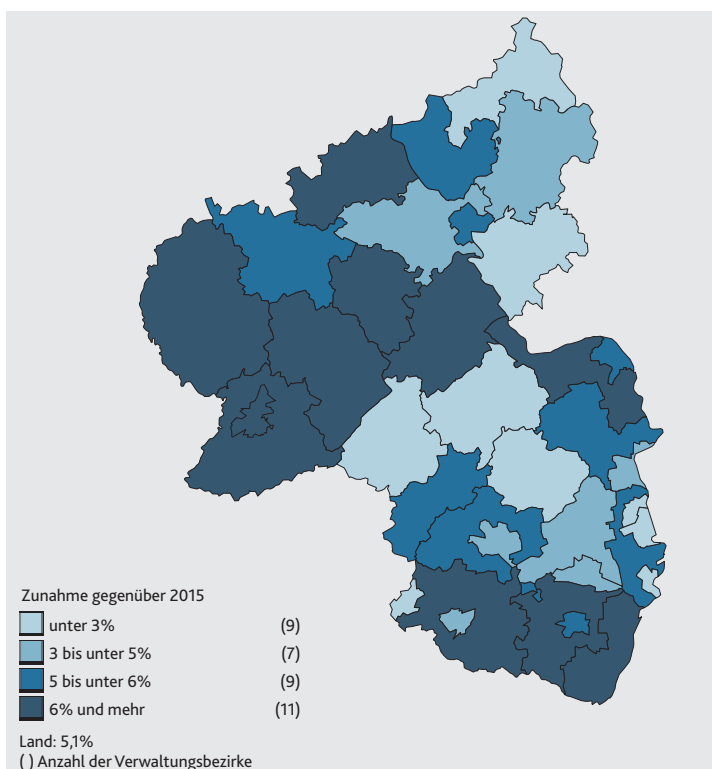 Zunahme gegenüber 2015
unter 3% (9)
3 bis unter 5% (7)
5 bis unter 6% (9)
6% und mehr (11)
Land: 5,1%
( ) Anzahl der Verwaltungsbezirke